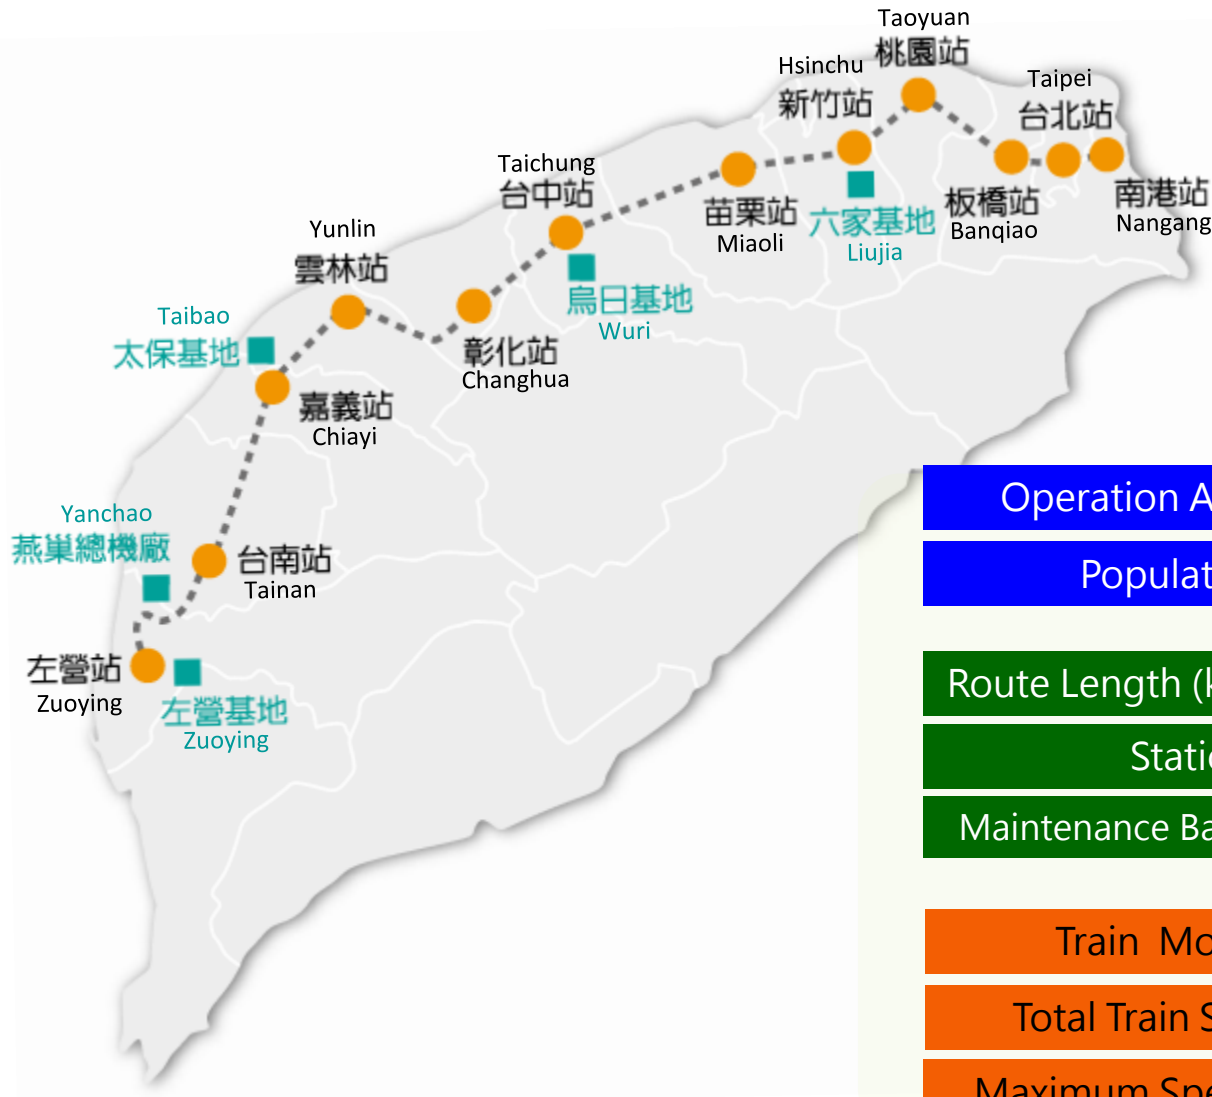 Taoyuan
桃園站
Hsinchu
新竹站
Taipei
台北站
Taichung
台中站
苗栗站
Miaoli
六家基地
Liujia
板橋站
Banqiao
南港站
Nangang
Yunlin
雲林站
烏日基地
Wuri
Taibao
太保基地
彰化站
Changhua
嘉義站
Chiayi
Yanchao
燕巢總機廠
台南站
Tainan
左營站
Zuoying
左營基地
Zuoying
Operation A
Populat
Route Length (k
Stati
Maintenance Ba
Train Mo
Total Train S
Maximum Spe